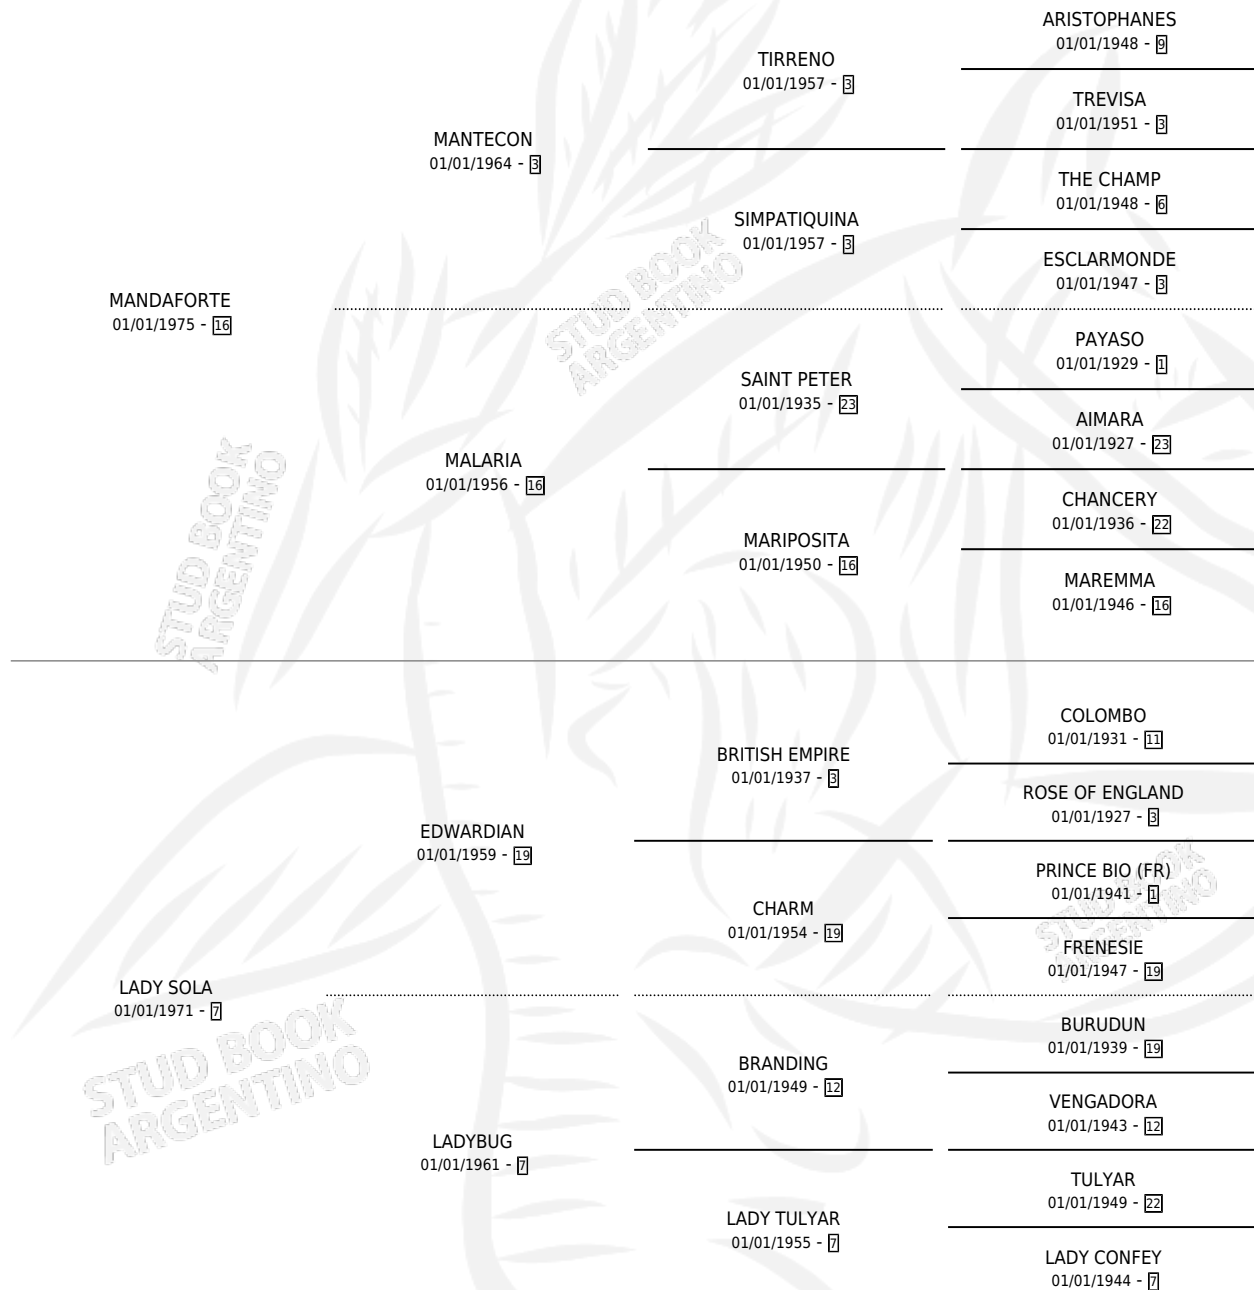 ARISTOPHANES
01/01/1948 - 9
TIRRENO
01/01/1957 - 3
TREVISA
01/01/1951 - 3
MANTECON
01/01/1964 - 3
THE CHAMP
01/01/1948 - 6
SIMPATIQUINA
01/01/1957 - 3
ESCLARMONDE
01/01/1947 - 3
MANDAFORTE
01/01/1975 - 16
PAYASO
01/01/1929 - 1
SAINT PETER
01/01/1935 - 23
AIMARA
01/01/1927 - 23
MALARIA
01/01/1956 - 16
CHANCERY
01/01/1936 - 22
MARIPOSITA
01/01/1950 - 16
MAREMMA
01/01/1946 - 16
COLOMBO
01/01/1931 - 11
BRITISH EMPIRE
01/01/1937 - 3
ROSE OF ENGLAND
01/01/1927 - 3
EDWARDIAN
01/01/1959 - 19
PRINCE BIO (FR)
01/01/1941 - 1
CHARM
01/01/1954 - 19
FRENESIE
01/01/1947 - 19
LADY SOLA
01/01/1971 - 7
BURUDUN
01/01/1939 - 19
BRANDING
01/01/1949 - 12
VENGADORA
01/01/1943 - 12
LADYBUG
01/01/1961 - 7
TULYAR
01/01/1949 - 22
LADY TULYAR
01/01/1955 - 7
LADY CONFEY
01/01/1944 - 7
STUD BOOK
ARGENTINO
STUD BOOK
ARGENTINO
STUD BOOK
ARGENTINO
STUD BOOK
ARGENTINO